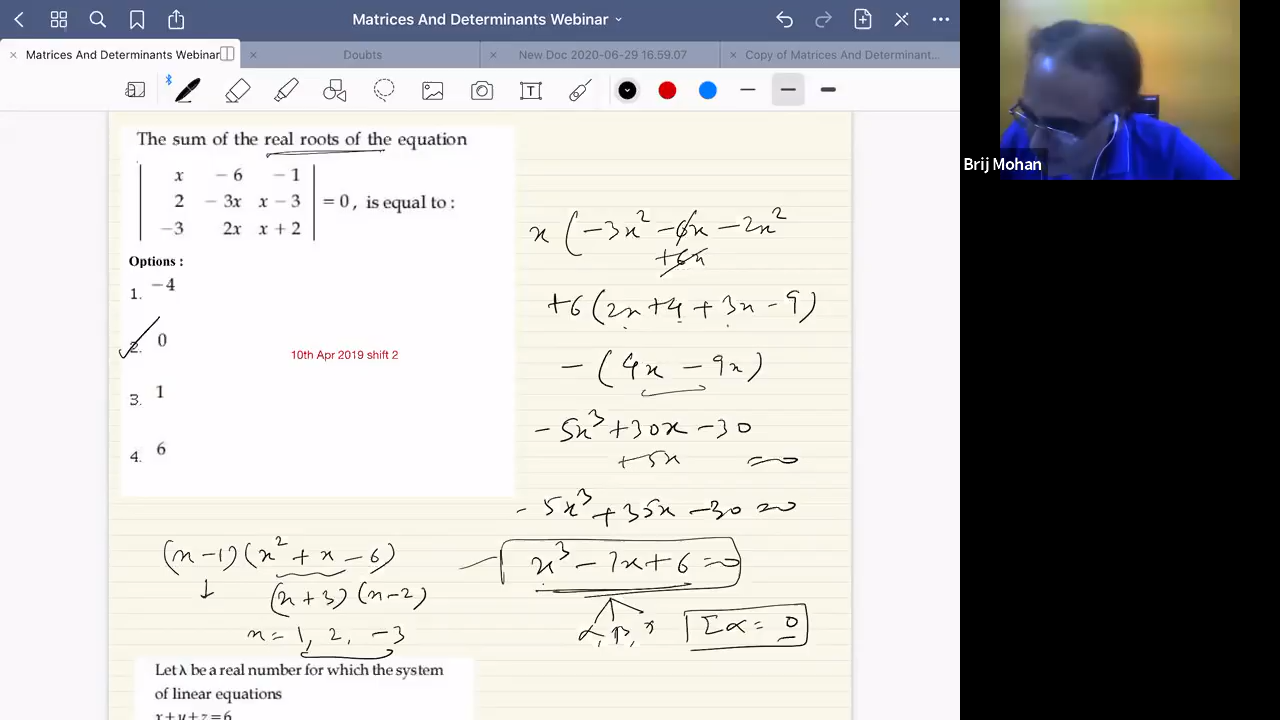 Matrices And Determinants Webinar
Matrices And Determinants Webinar
Doubts
New Doc 2020-06-29 16.59.07
Copy of Matrices And Determinant...
Brij Mohan
The sum of the real roots of the equation
x −6 −1
2 −3x x−3 = 0, is equal to :
−3 2x x+2
Options :
1. −4
2. 0
10th Apr 2019 shift 2
3. 1
4. 6
x (−3x² −6x −2x²
+6x
+6 (2x +4 + 3x − 9)
− (4x − 9x)
− 5x³ +30x −30
+5x =0
− 5x³ +35x −30 =0
x³ − 7x + 6 =0
α, β, γ
Σα = 0
(x −1) (x² + x − 6)
(x+3) (x−2)
x = 1, 2, −3
Let λ be a real number for which the system
of linear equations
x+y+z=6